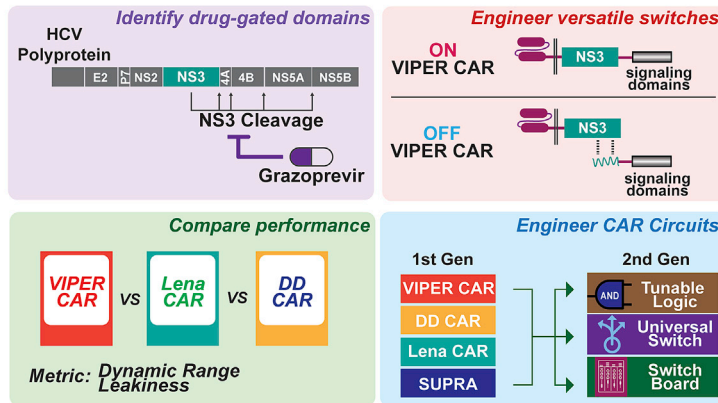 Identify drug-gated domains
HCV
Polyprotein
E2 P7 NS2 NS3 4A 4B NS5A NS5B
NS3 Cleavage
Grazoprevir
Engineer versatile switches
ON
VIPER CAR
NS3
signaling
domains
OFF
VIPER CAR
NS3
signaling
domains
Compare performance
VIPER
CAR
VS
Lena
CAR
VS
DD
CAR
Metric: Dynamic Range
Leakiness
Engineer CAR Circuits
1st Gen
VIPER CAR
DD CAR
Lena CAR
SUPRA
2nd Gen
AND
Tunable
Logic
Universal
Switch
Switch
Board